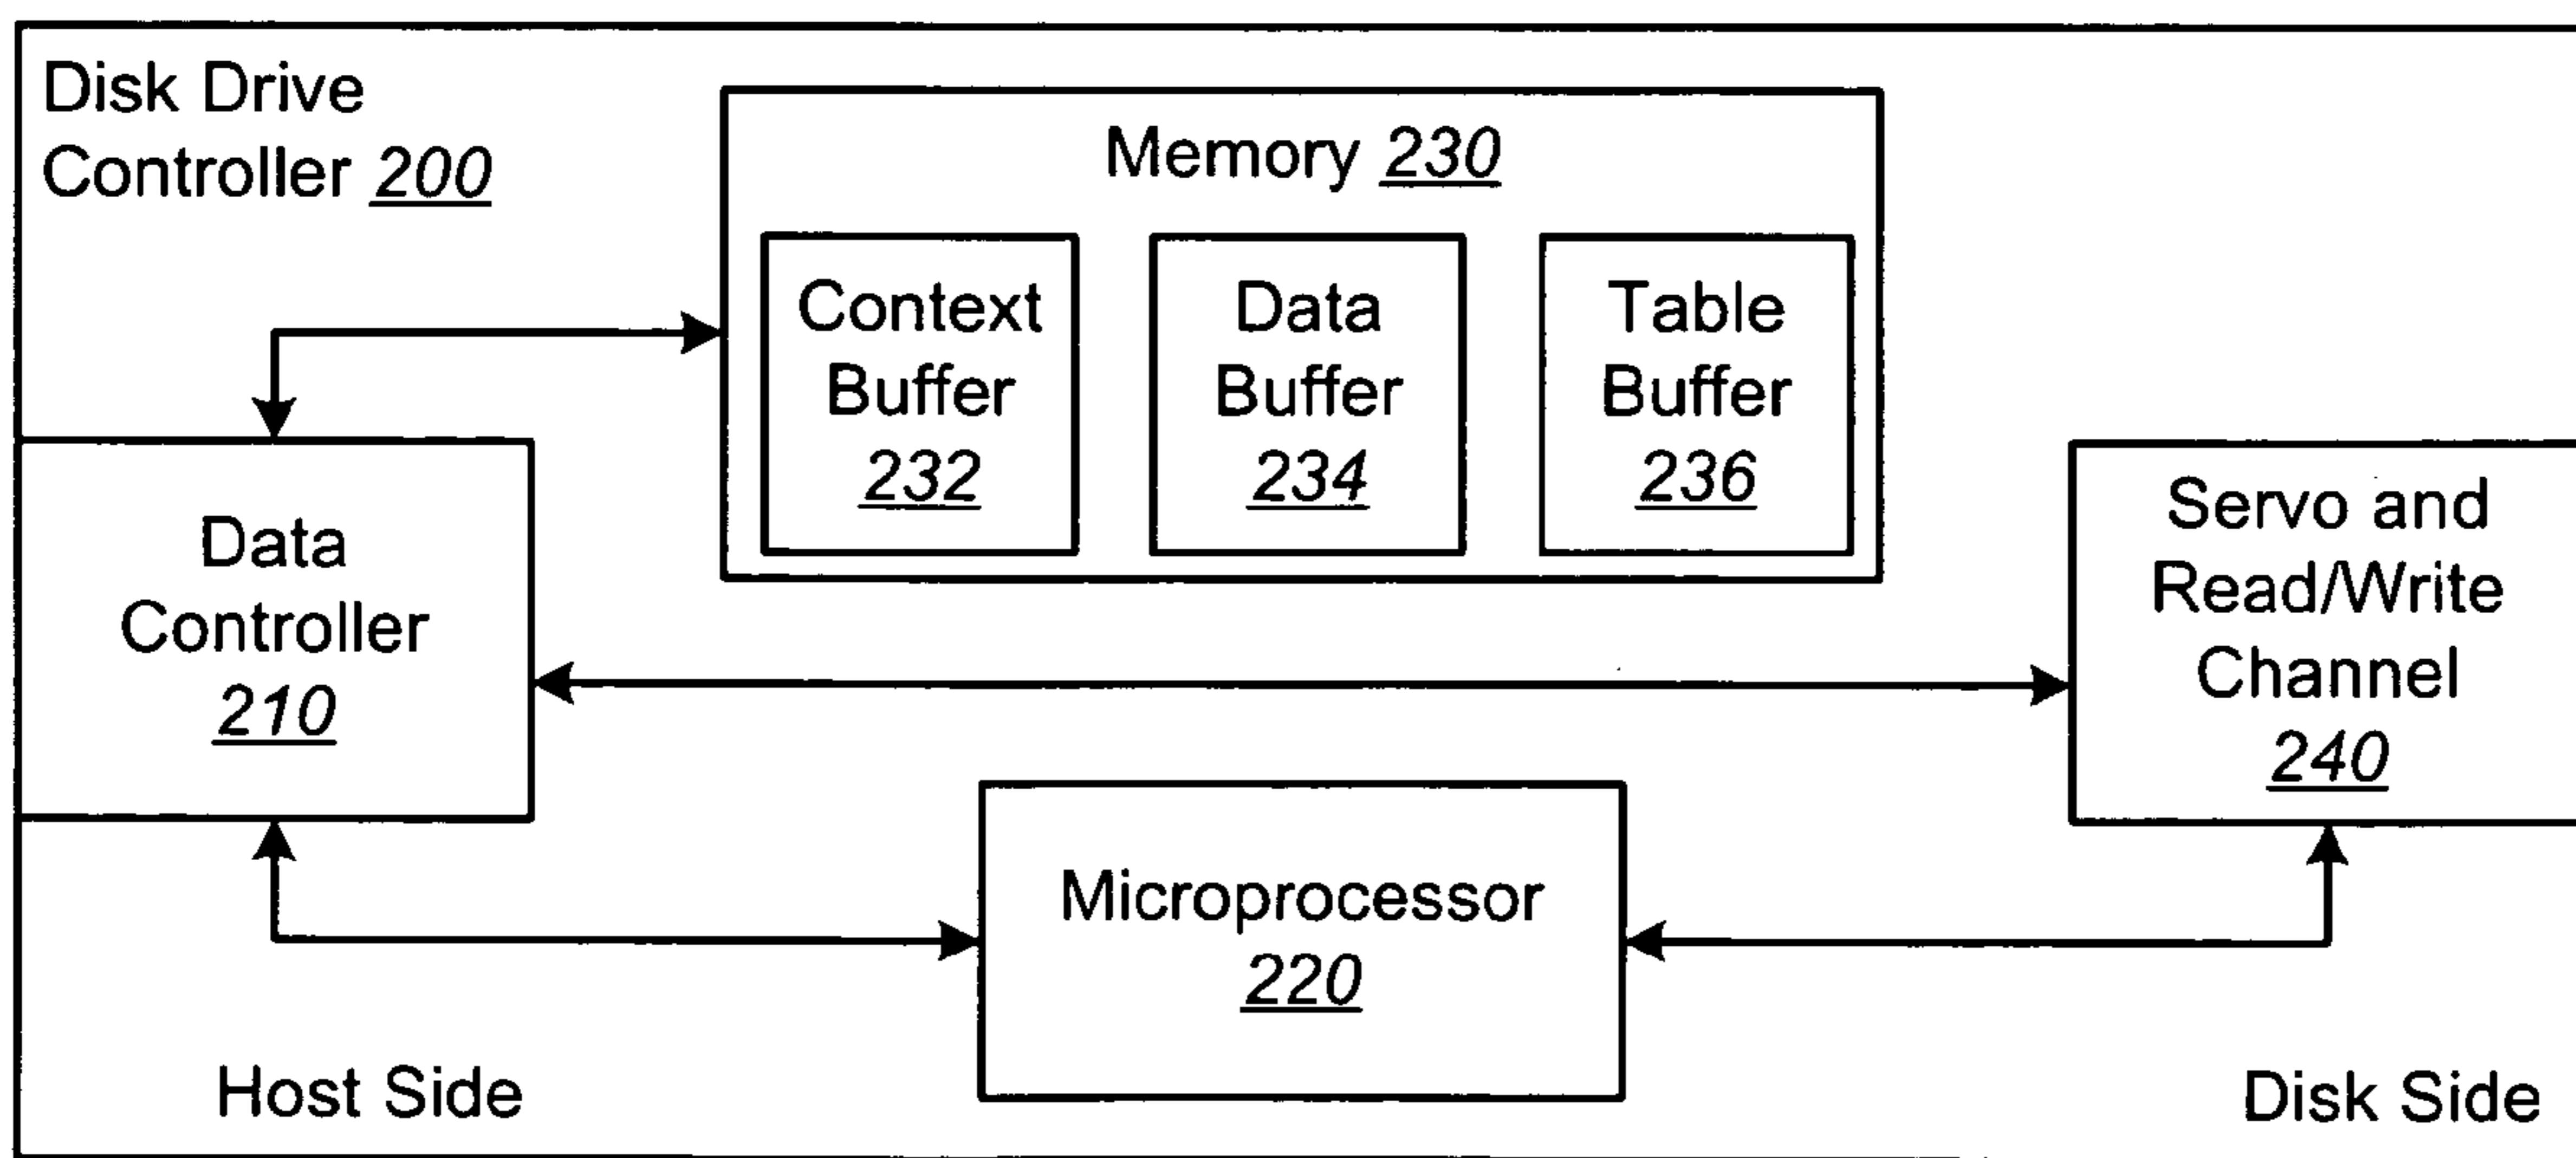 Disk Drive
Controller 200
Memory 230
Context
Buffer
232
Data
Buffer
234
Table
Buffer
236
Data
Controller
210
Servo and
Read/Write
Channel
240
Microprocessor
220
Host Side
Disk Side